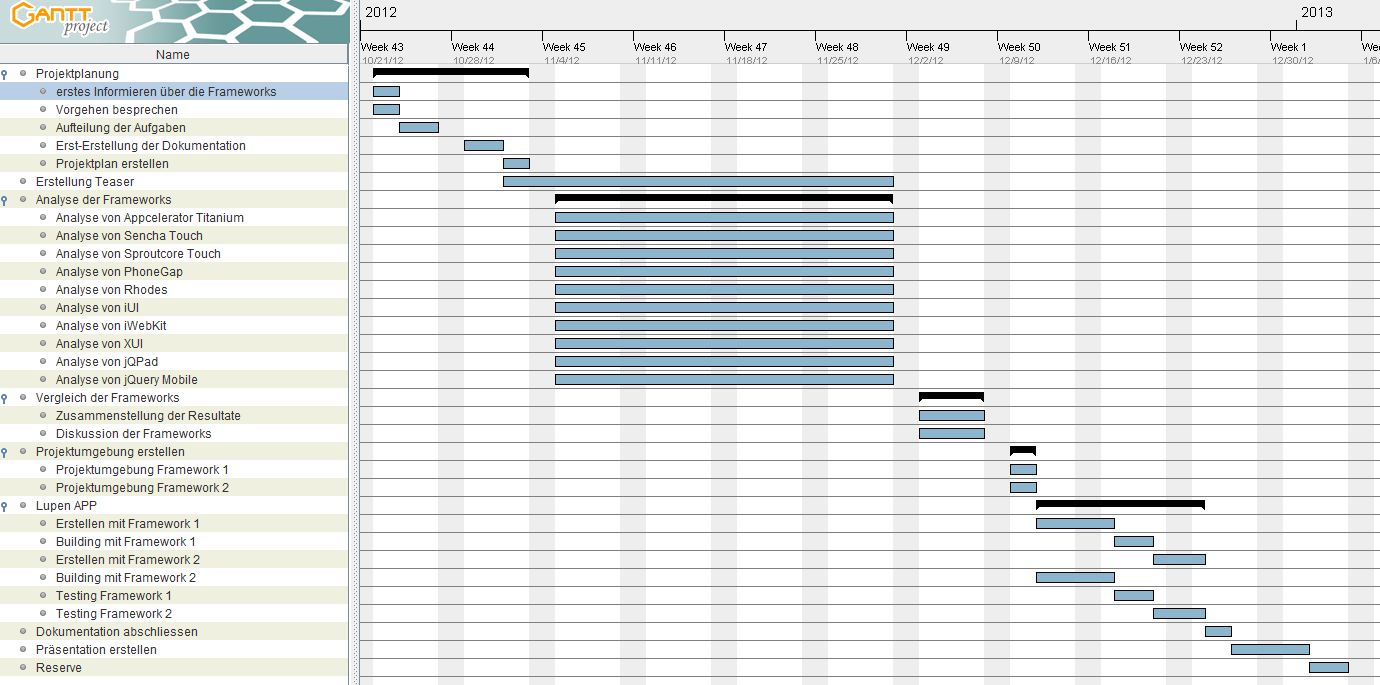 GANTT
project
2012
2013
Week 43
Week 44
Week 45
Week 46
Week 47
Week 48
Week 49
Week 50
Week 51
Week 52
Week 1
10/21/12
10/28/12
11/4/12
11/11/12
11/18/12
11/25/12
12/2/12
12/9/12
12/16/12
12/23/12
12/30/12
Name
Projektplanung
erstes Informieren über die Frameworks
Vorgehen besprechen
Aufteilung der Aufgaben
Erst-Erstellung der Dokumentation
Projektplan erstellen
Erstellung Teaser
Analyse der Frameworks
Analyse von Appcelerator Titanium
Analyse von Sencha Touch
Analyse von Sproutcore Touch
Analyse von PhoneGap
Analyse von Rhodes
Analyse von iUI
Analyse von iWebKit
Analyse von XUI
Analyse von jQPad
Analyse von jQuery Mobile
Vergleich der Frameworks
Zusammenstellung der Resultate
Diskussion der Frameworks
Projektumgebung erstellen
Projektumgebung Framework 1
Projektumgebung Framework 2
Lupen APP
Erstellen mit Framework 1
Building mit Framework 1
Erstellen mit Framework 2
Building mit Framework 2
Testing Framework 1
Testing Framework 2
Dokumentation abschliessen
Präsentation erstellen
Reserve